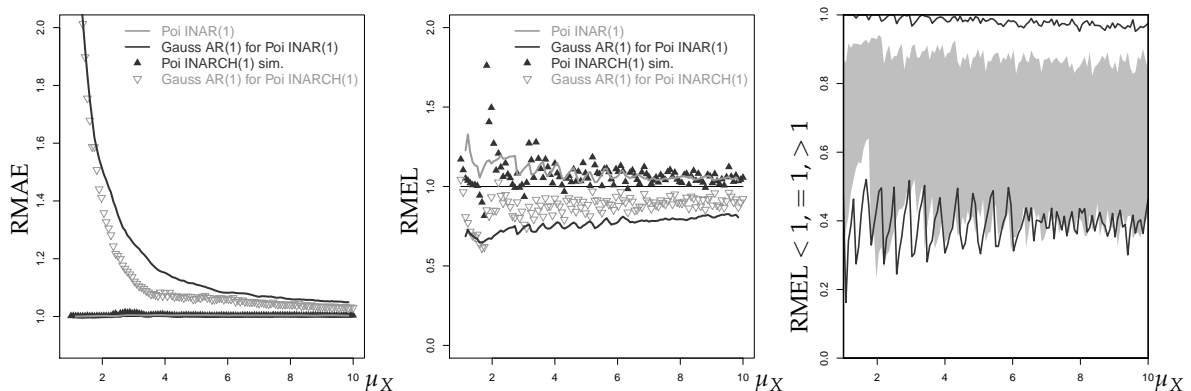 RMAE
2.0
1.8
1.6
1.4
1.2
1.0
Poi INAR(1)
Gauss AR(1) for Poi INAR(1)
Poi INARCH(1) sim.
Gauss AR(1) for Poi INARCH(1)
2 4 6 8 10
μX
RMEL
2.0
1.5
1.0
0.5
0.0
Poi INAR(1)
Gauss AR(1) for Poi INAR(1)
Poi INARCH(1) sim.
Gauss AR(1) for Poi INARCH(1)
2 4 6 8 10
μX
RMEL < 1, = 1, > 1
1.0
0.8
0.6
0.4
0.2
0.0
2 4 6 8 10
μX